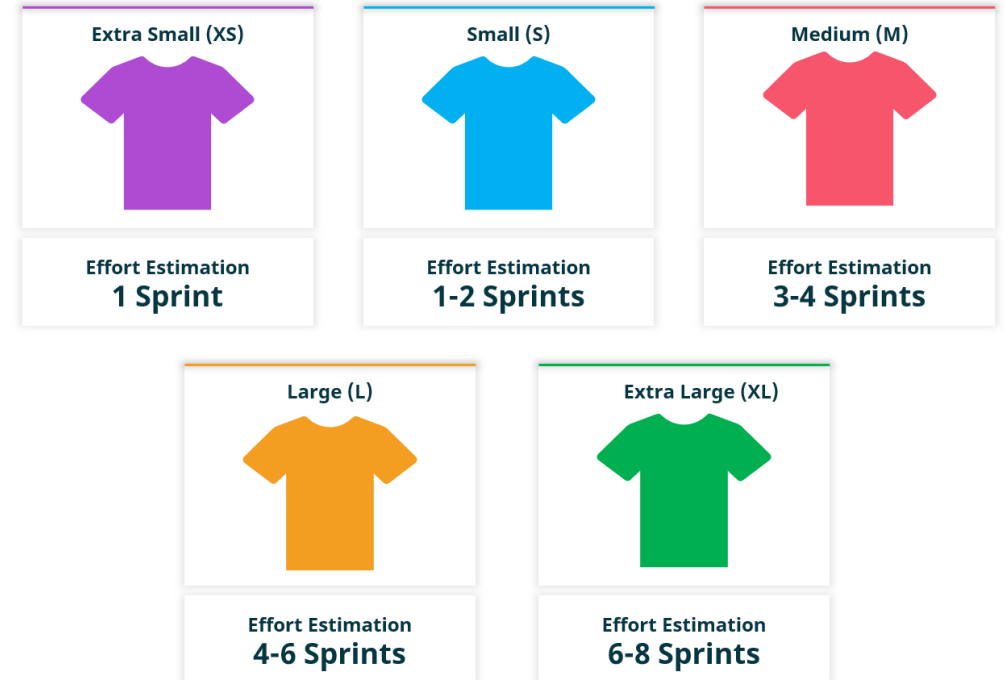 Extra Small (XS)
Effort Estimation
1 Sprint
Small (S)
Effort Estimation
1-2 Sprints
Medium (M)
Effort Estimation
3-4 Sprints
Large (L)
Effort Estimation
4-6 Sprints
Extra Large (XL)
Effort Estimation
6-8 Sprints